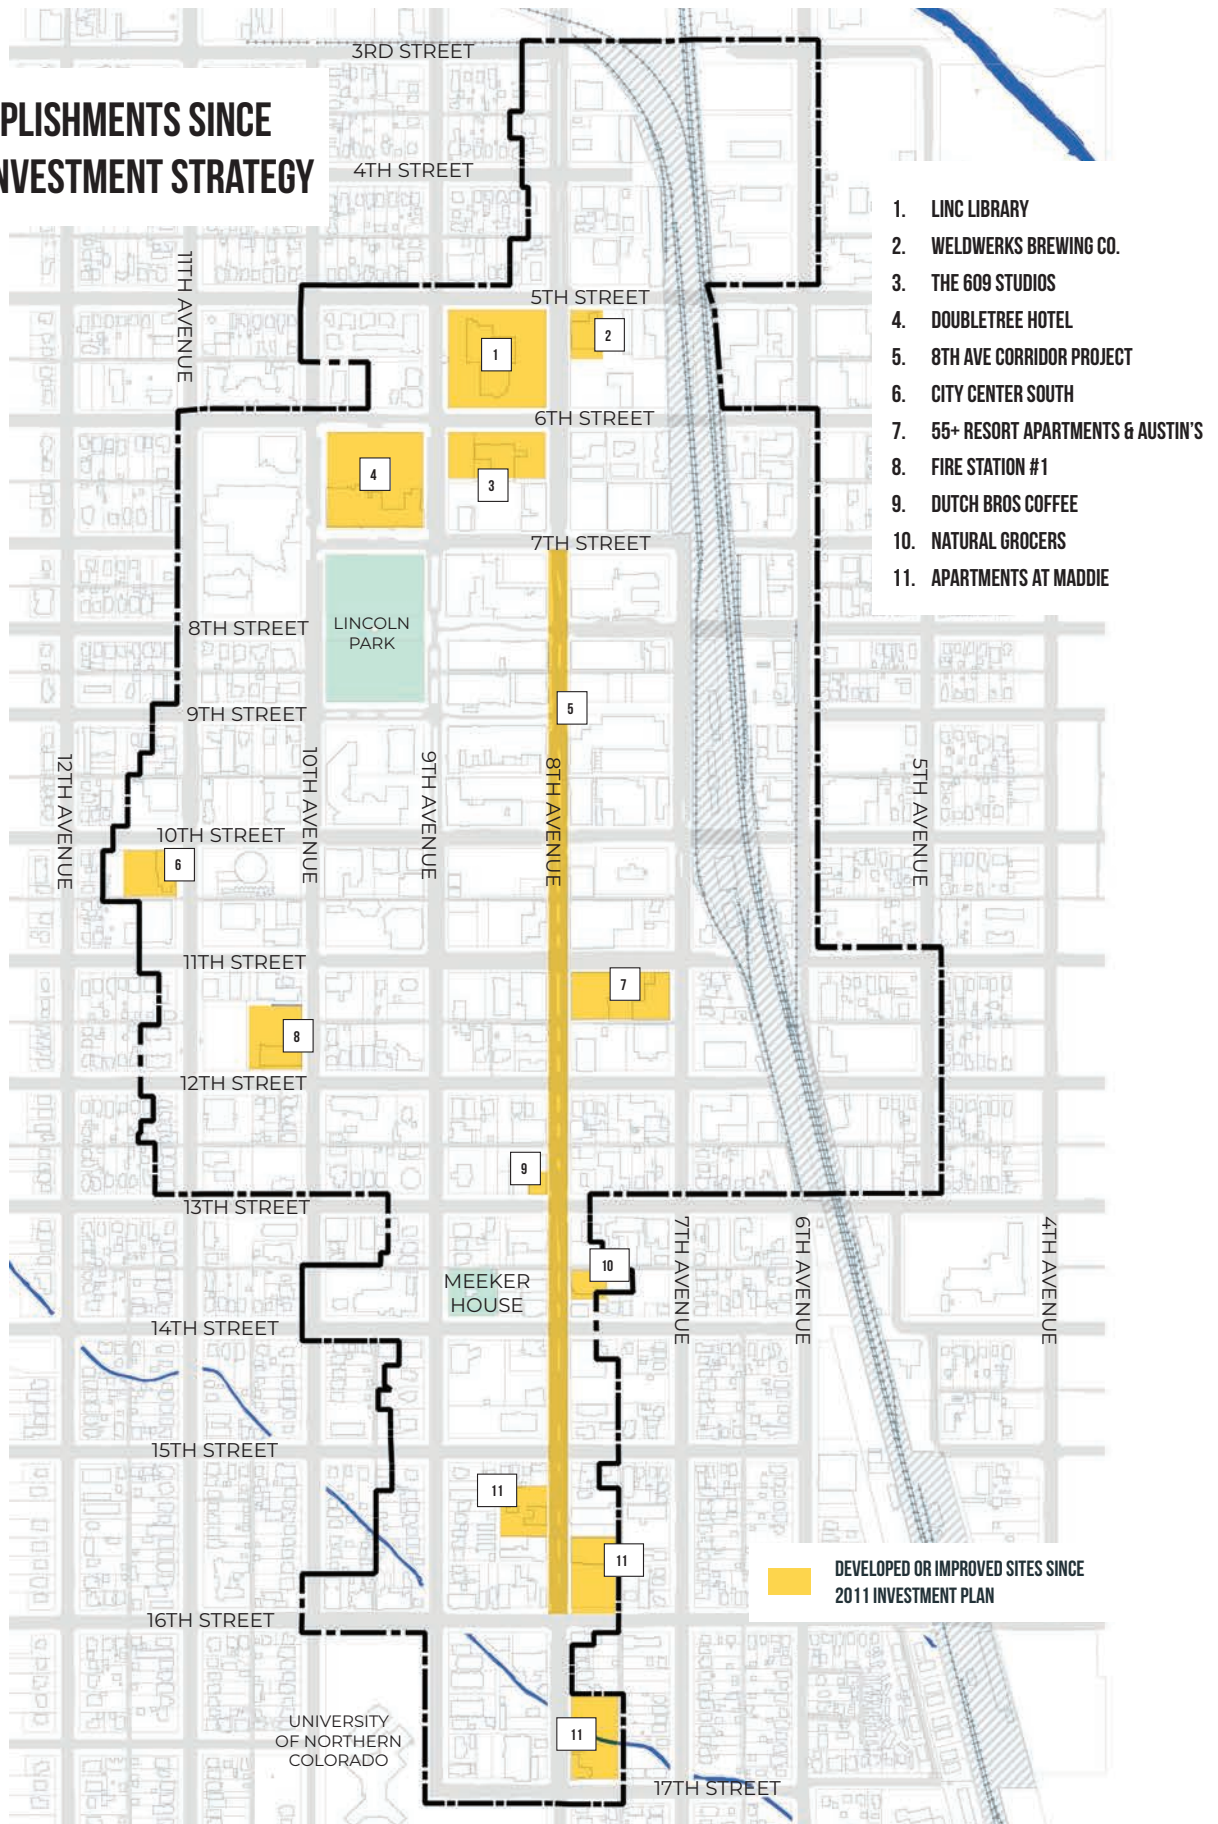 3RD STREET
PLISHMENTS SINCE
NVESTMENT STRATEGY
4TH STREET
1. LINC LIBRARY
2. WELDWERKS BREWING CO.
3. THE 609 STUDIOS
4. DOUBLETREE HOTEL
5. 8TH AVE CORRIDOR PROJECT
6. CITY CENTER SOUTH
7. 55+ RESORT APARTMENTS & AUSTIN'S
8. FIRE STATION #1
9. DUTCH BROS COFFEE
10. NATURAL GROCERS
11. APARTMENTS AT MADDIE
11TH AVENUE
5TH STREET
2
1
6TH STREET
4
3
7TH STREET
8TH STREET
LINCOLN
PARK
5
9TH STREET
12TH AVENUE
10TH AVENUE
9TH AVENUE
8TH AVENUE
5TH AVENUE
10TH STREET
6
11TH STREET
7
8
12TH STREET
9
13TH STREET
7TH AVENUE
6TH AVENUE
4TH AVENUE
10
MEEKER
HOUSE
14TH STREET
15TH STREET
11
11
DEVELOPED OR IMPROVED SITES SINCE
2011 INVESTMENT PLAN
16TH STREET
UNIVERSITY
OF NORTHERN
COLORADO
11
17TH STREET